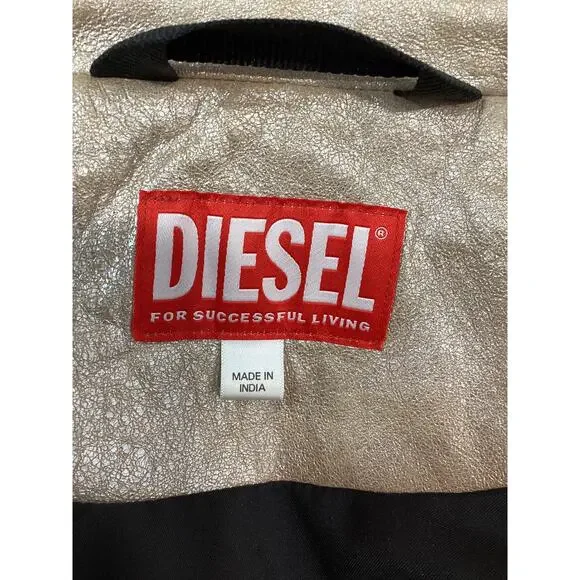 DIESEL®
FOR SUCCESSFUL LIVING
MADE IN
INDIA